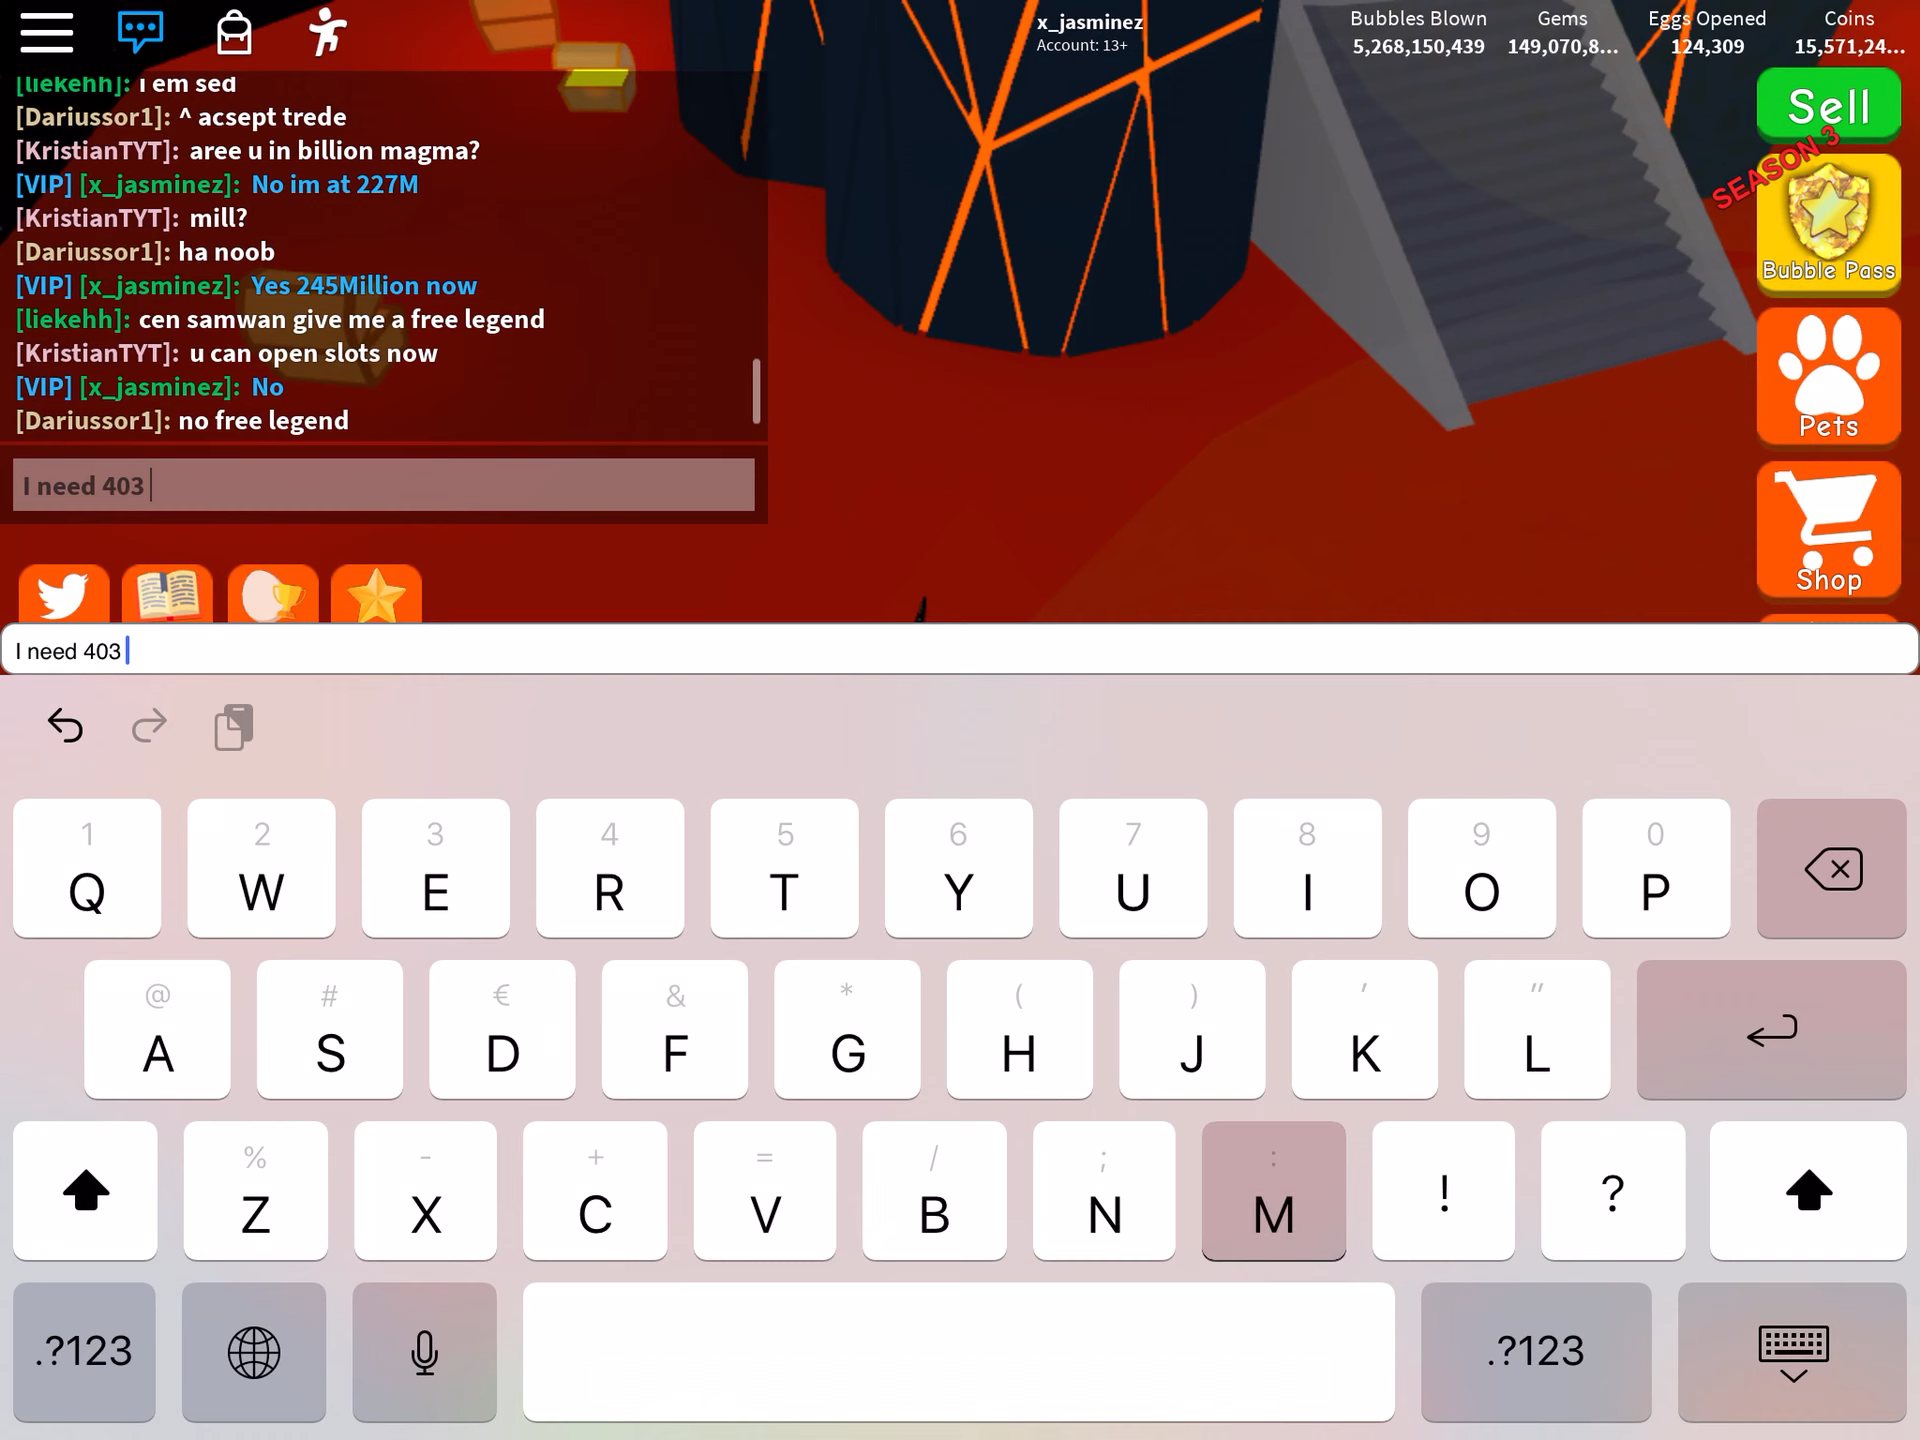 x_jasminez
Account: 13+
Bubbles Blown
5,268,150,439
Gems
149,070,8...
Eggs Opened
124,309
Coins
15,571,24...
[liekehh]: i em sed
[Dariussor1]: ^ acsept trede
[KristianTYT]: aree u in billion magma?
[VIP] [x_jasminez]: No im at 227M
[KristianTYT]: mill?
[Dariussor1]: ha noob
[VIP] [x_jasminez]: Yes 245Million now
[liekehh]: cen samwan give me a free legend
[KristianTYT]: u can open slots now
[VIP] [x_jasminez]: No
[Dariussor1]: no free legend
I need 403
Sell
SEASON 3
Bubble Pass
Pets
Shop
I need 403
1 2 3 4 5 6 7 8 9 0
Q W E R T Y U I O P
@ # € & * ( ) ' "
A S D F G H J K L
% - + = / ; :
Z X C V B N M ! ?
.?123 .?123